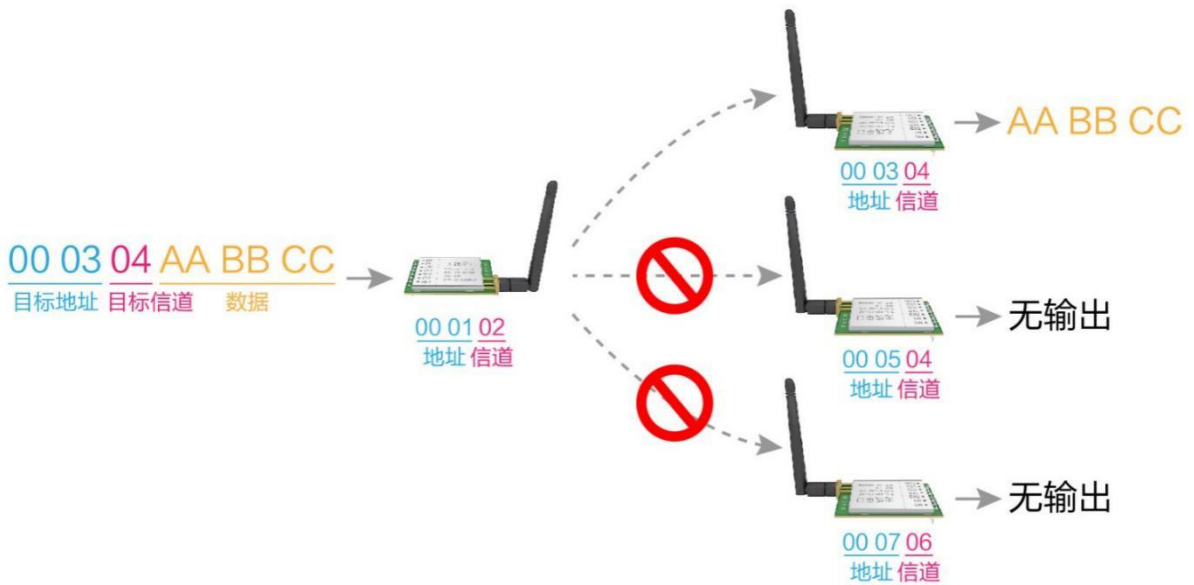 00 03 04 AA BB CC
目标地址 目标信道 数据
00 01 02
地址 信道
AA BB CC
00 03 04
地址 信道
无输出
00 05 04
地址 信道
无输出
00 07 06
地址 信道